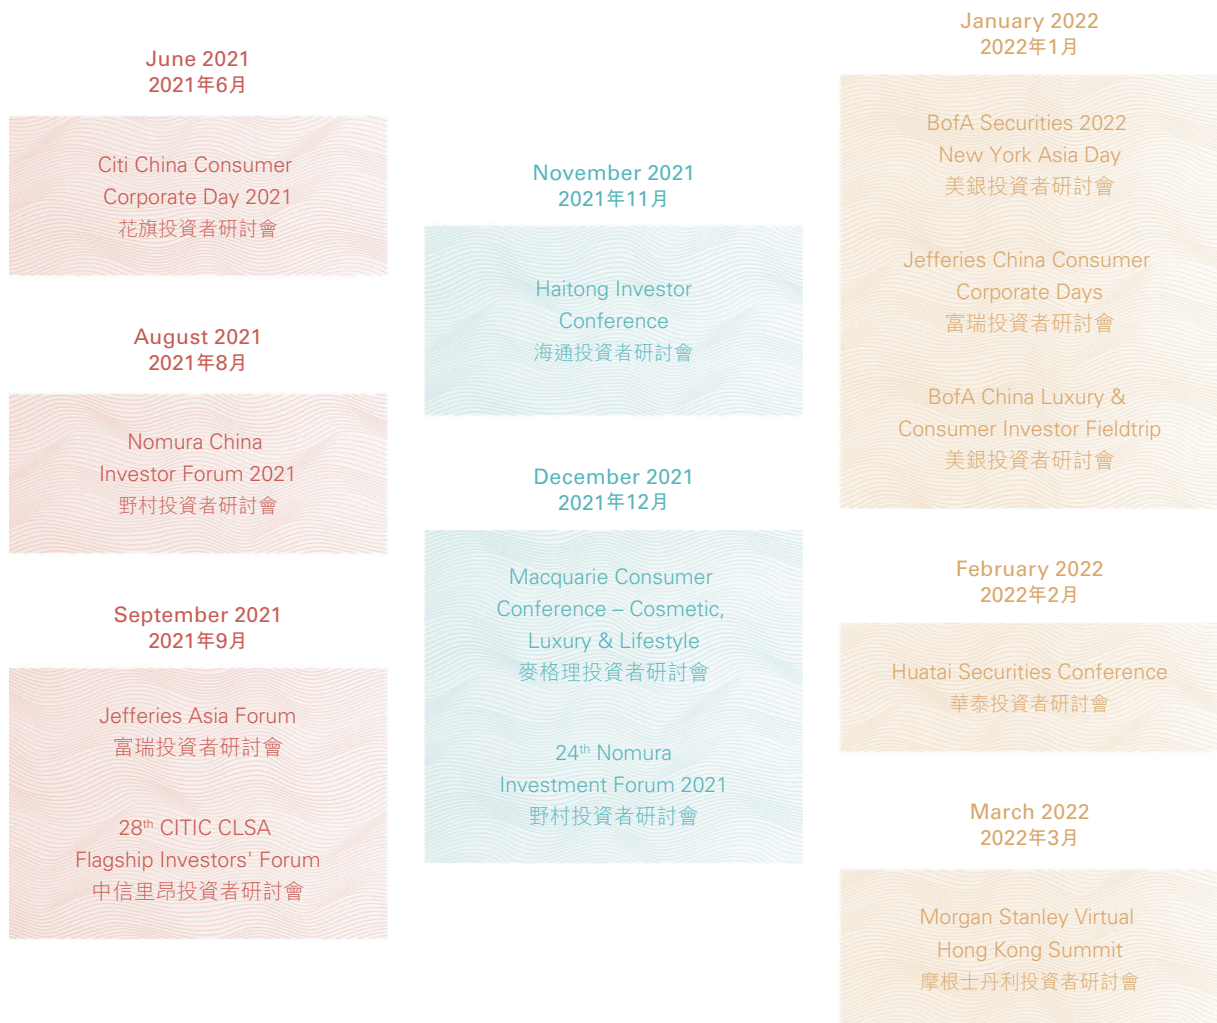 June 2021
2021年6月
Citi China Consumer
Corporate Day 2021
花旗投資者研討會
August 2021
2021年8月
Nomura China
Investor Forum 2021
野村投資者研討會
September 2021
2021年9月
Jefferies Asia Forum
富瑞投資者研討會
28th CITIC CLSA
Flagship Investors' Forum
中信里昂投資者研討會
November 2021
2021年11月
Haitong Investor
Conference
海通投資者研討會
December 2021
2021年12月
Macquarie Consumer
Conference – Cosmetic,
Luxury & Lifestyle
麥格理投資者研討會
24th Nomura
Investment Forum 2021
野村投資者研討會
January 2022
2022年1月
BofA Securities 2022
New York Asia Day
美銀投資者研討會
Jefferies China Consumer
Corporate Days
富瑞投資者研討會
BofA China Luxury &
Consumer Investor Fieldtrip
美銀投資者研討會
February 2022
2022年2月
Huatai Securities Conference
華泰投資者研討會
March 2022
2022年3月
Morgan Stanley Virtual
Hong Kong Summit
摩根士丹利投資者研討會